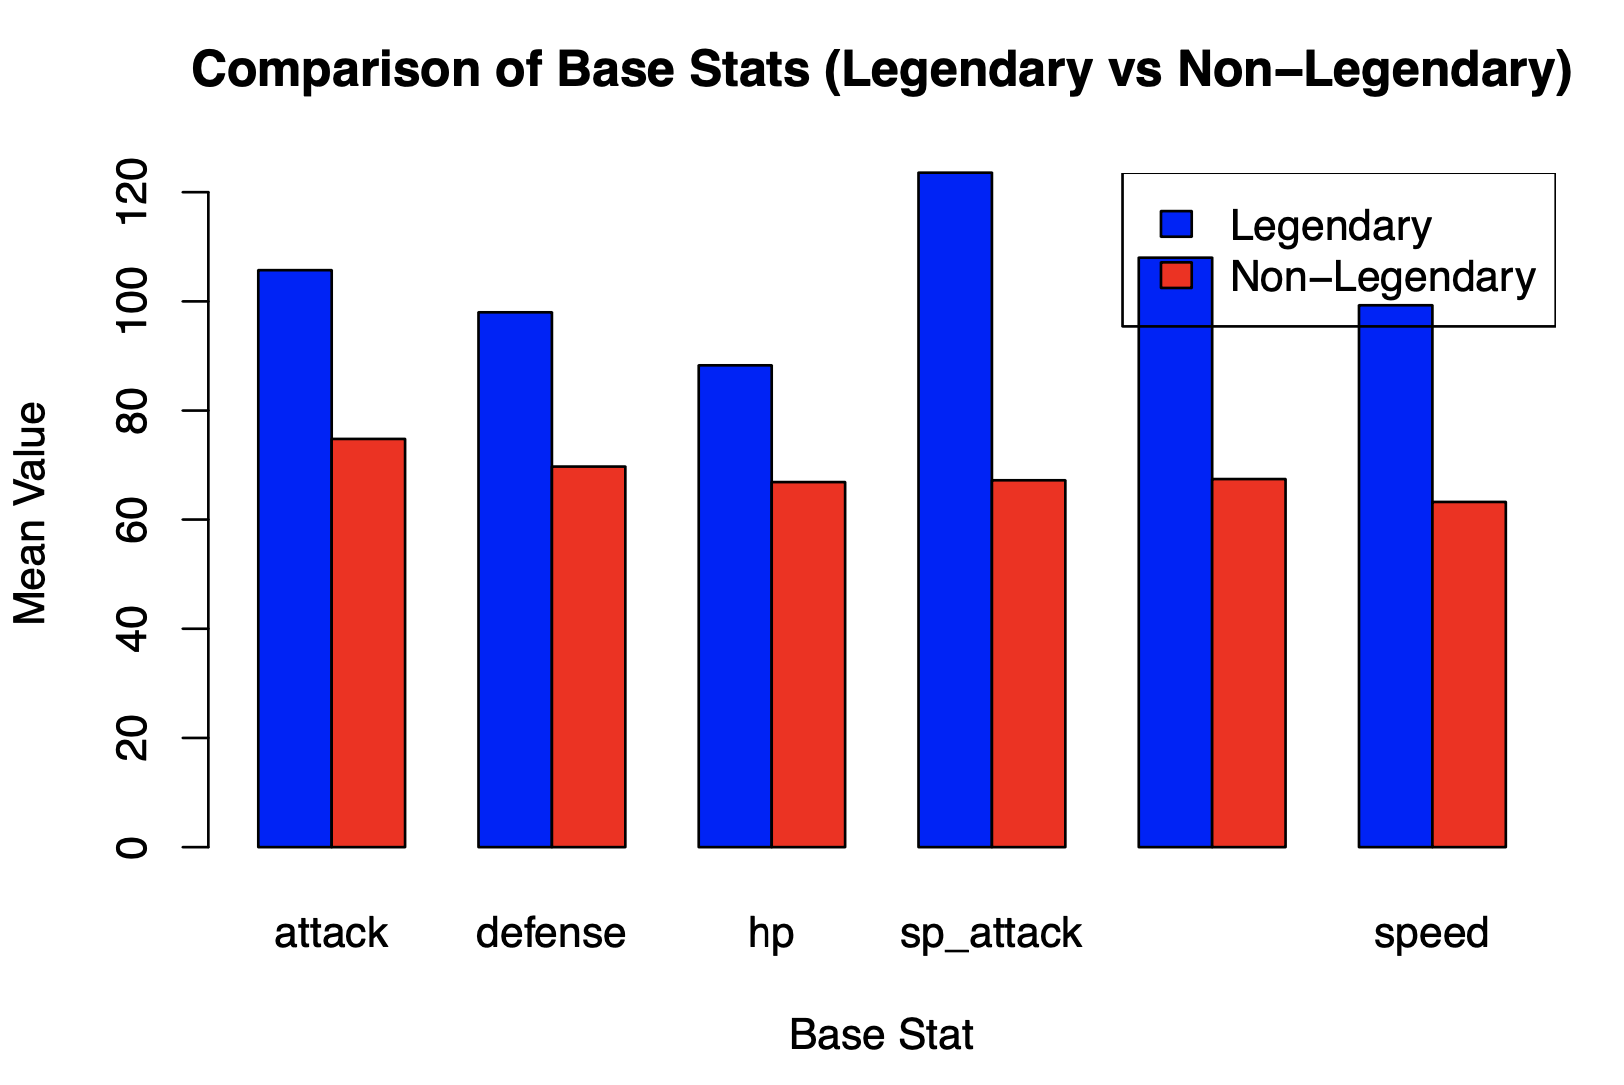 Comparison of Base Stats (Legendary vs Non−Legendary)
120
100
80
60
40
20
0
Mean Value
Legendary
Non−Legendary
attack defense hp sp_attack speed
Base Stat